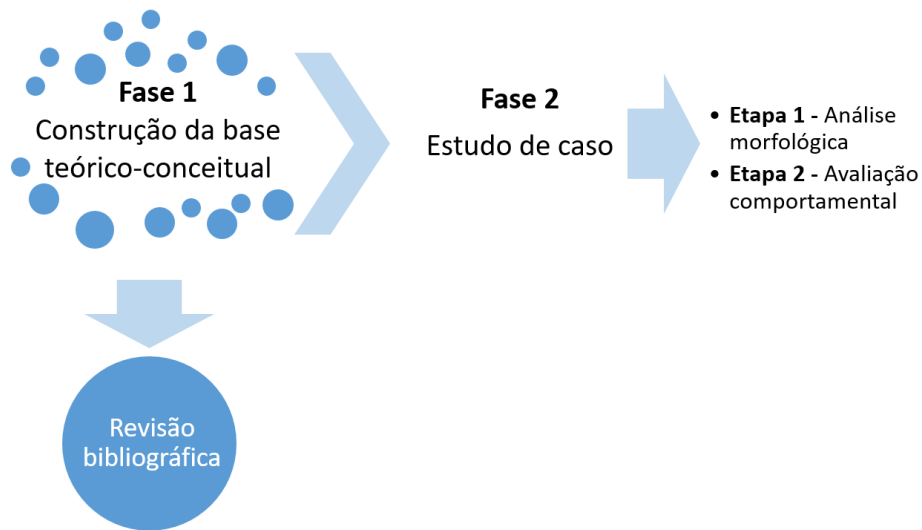 Fase 1
Construção da base
teórico-conceitual
Fase 2
Estudo de caso
• Etapa 1 - Análise
morfológica
• Etapa 2 - Avaliação
comportamental
Revisão
bibliográfica